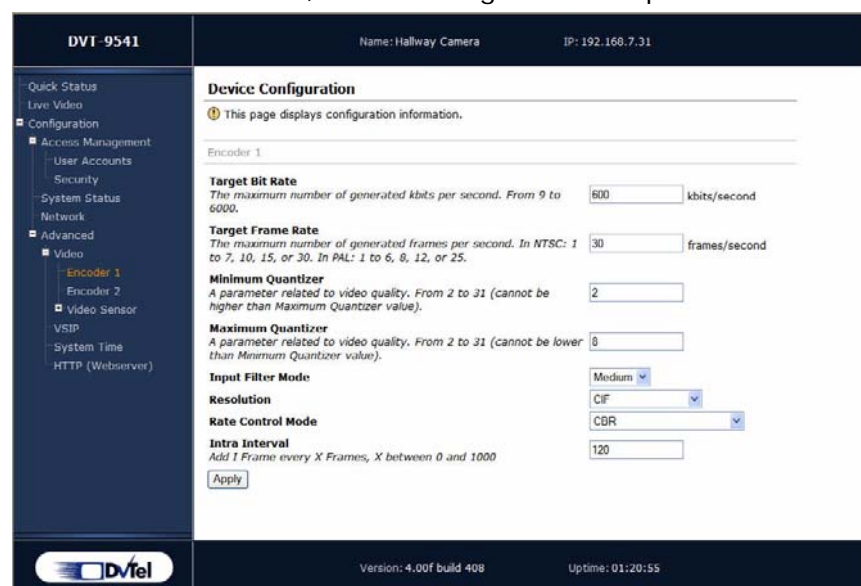 DVT-9541
Name: Hallway Camera IP: 192.168.7.31
Quick Status
Live Video
Configuration
Access Management
User Accounts
Security
System Status
Network
Advanced
Video
Encoder 1
Encoder 2
Video Sensor
VSIP
System Time
HTTP (Webserver)
Device Configuration
This page displays configuration information.
Encoder 1
Target Bit Rate
The maximum number of generated kbits per second. From 9 to
6000.
600 kbits/second
Target Frame Rate
The maximum number of generated frames per second. In NTSC: 1
to 7, 10, 15, or 30. In PAL: 1 to 6, 8, 12, or 25.
30 frames/second
Minimum Quantizer
A parameter related to video quality. From 2 to 31 (cannot be
higher than Maximum Quantizer value).
2
Maximum Quantizer
A parameter related to video quality. From 2 to 31 (cannot be lower
than Minimum Quantizer value).
8
Input Filter Mode Medium
Resolution CIF
Rate Control Mode CBR
Intra Interval
Add I Frame every X Frames, X between 0 and 1000
120
Apply
DVTel
Version: 4.00f build 408 Uptime: 01:20:55